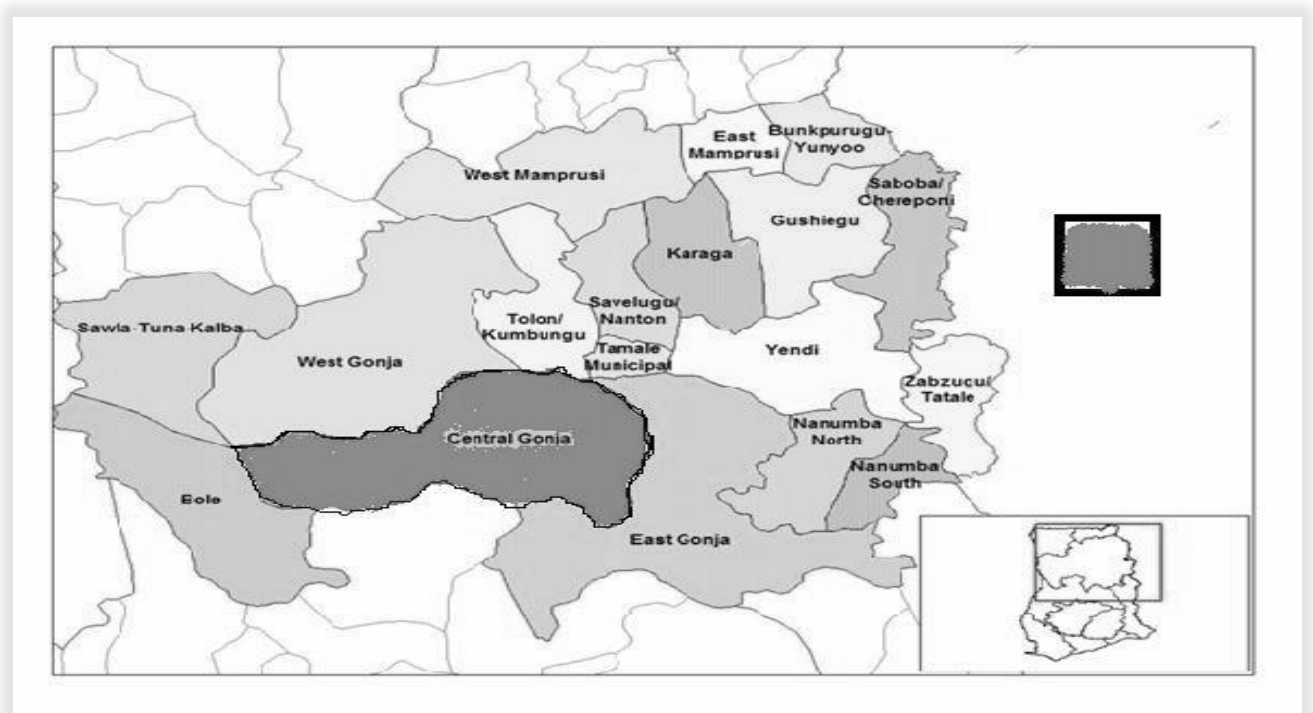 East
Mamprusi
Bunkpurugu-
Yunyoo
West Mamprusi
Saboba/
Chereponi
Gushiegu
Karaga
Savelugu/
Nanton
Sawla-Tuna Kalba
Tolon/
Kumbungu
Tamale
Municipal
Yendi
West Gonja
Zabzugu/
Tatale
Central Gonja
Nanumba
North
Nanumba
South
Bole
East Gonja